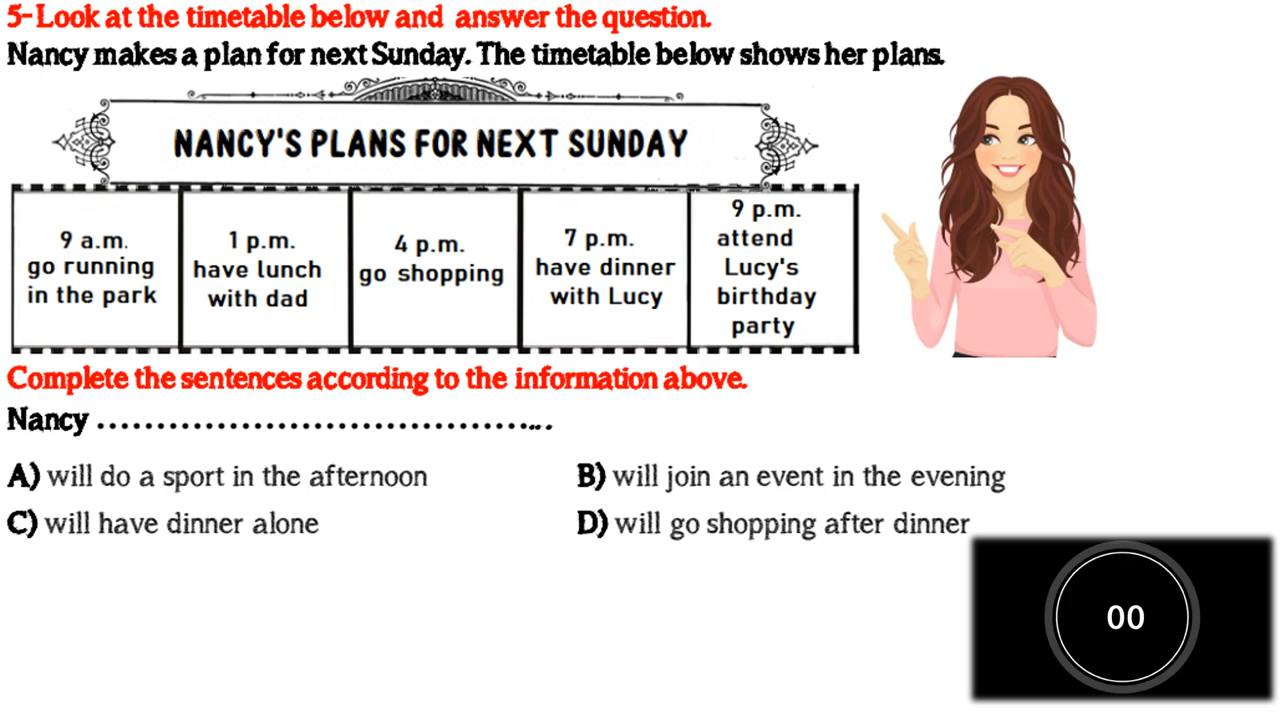 5-Look at the timetable below and answer the question.
Nancy makes a plan for next Sunday. The timetable below shows her plans.
NANCY'S PLANS FOR NEXT SUNDAY
9 a.m.
go running
in the park
1 p.m.
have lunch
with dad
4 p.m.
go shopping
7 p.m.
have dinner
with Lucy
9 p.m.
attend
Lucy's
birthday
party
Complete the sentences according to the information above.
Nancy ………………………………...
A) will do a sport in the afternoon
B) will join an event in the evening
C) will have dinner alone
D) will go shopping after dinner
00